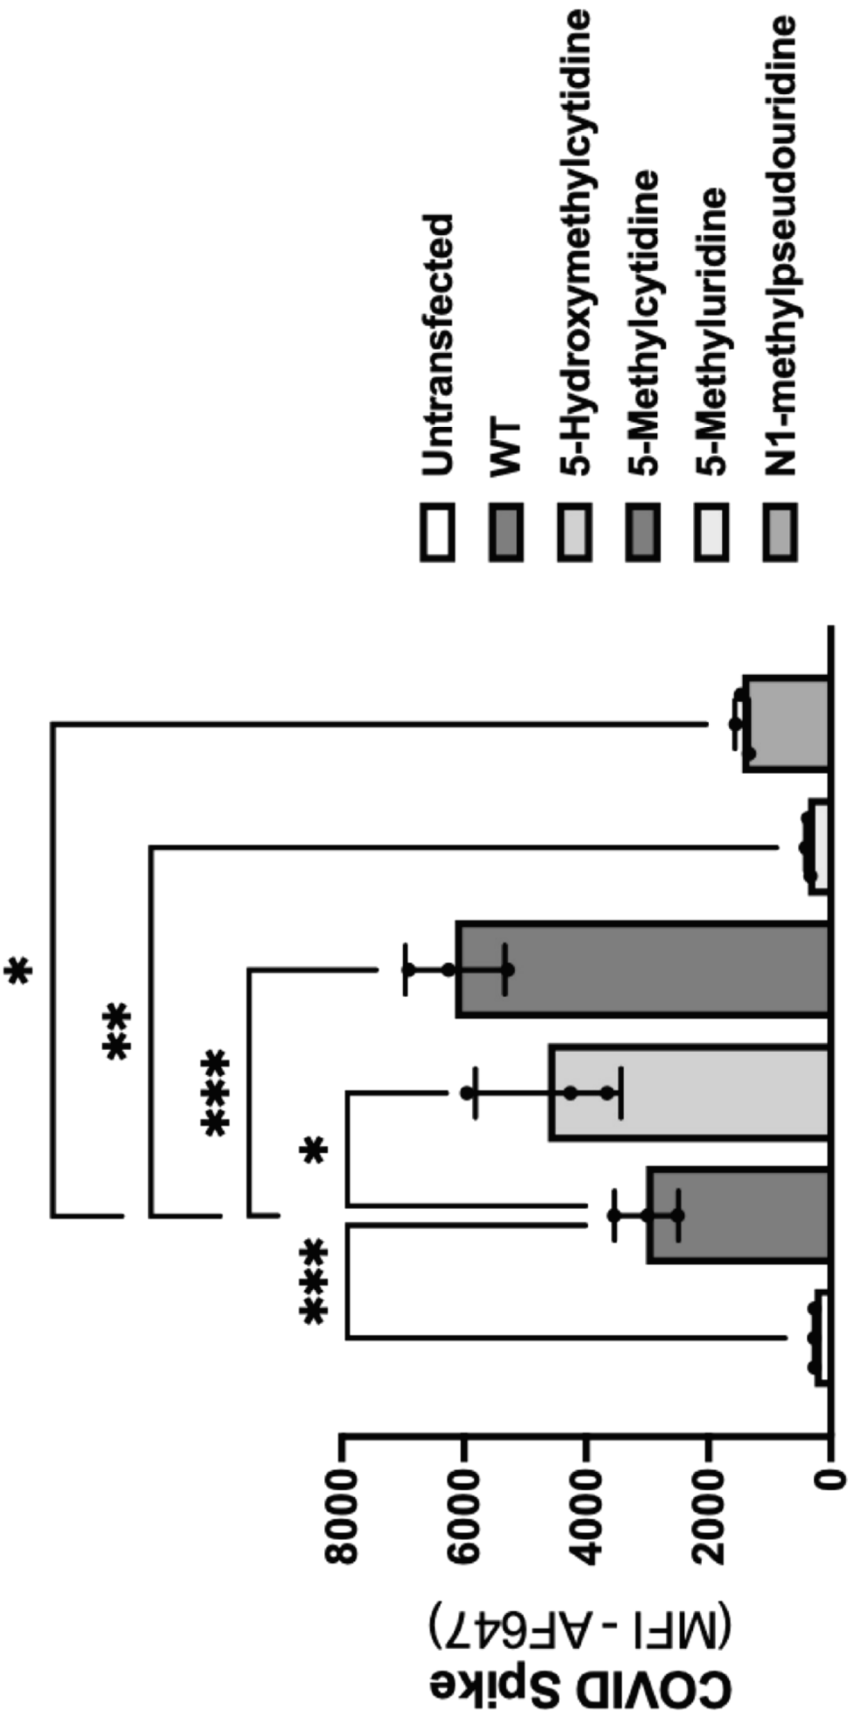 COVID Spike
(MFI - AF647)
8000
6000
4000
2000
0
***
*
***
**
*
Untransfected
WT
5-Hydroxymethylcytidine
5-Methylcytidine
5-Methyluridine
N1-methylpseudouridine